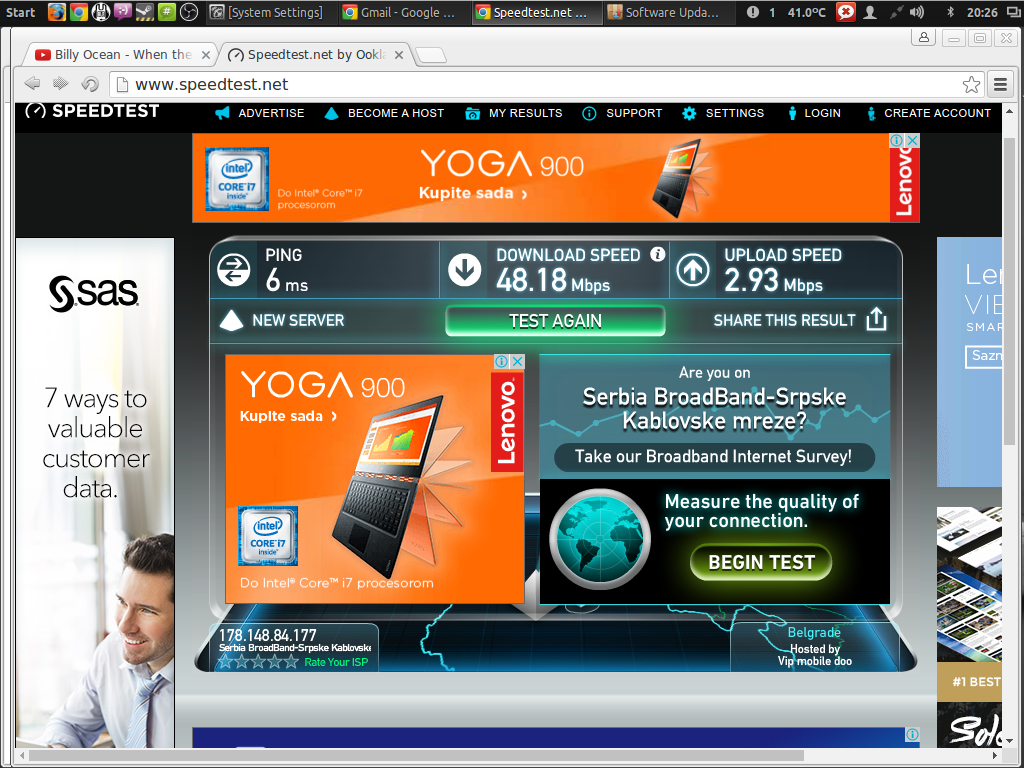 Start
[System Settings]
Gmail - Google ...
Speedtest.net ...
Software Upda...
1
41.0ºC
20:26
Billy Ocean - When the
Speedtest.net by Ookla
www.speedtest.net
SPEEDTEST
ADVERTISE
BECOME A HOST
MY RESULTS
SUPPORT
SETTINGS
LOGIN
CREATE ACCOUNT
intel
CORE i7
inside
Do Intel® Core™ i7
procesorom
YOGA 900
Kupite sada ›
Lenovo
PING
6 ms
DOWNLOAD SPEED
48.18 Mbps
UPLOAD SPEED
2.93 Mbps
NEW SERVER
TEST AGAIN
SHARE THIS RESULT
sas
7 ways to
valuable
customer
data.
YOGA 900
Kupite sada ›
Lenovo
intel
CORE i7
inside
Do Intel® Core™ i7 procesorom
Are you on
Serbia BroadBand-Srpske
Kablovske mreze?
Take our Broadband Internet Survey!
Measure the quality of
your connection.
BEGIN TEST
178.148.84.177
Serbia BroadBand-Srpske Kablovske
Rate Your ISP
Belgrade
Hosted by
Vip mobile doo
Len
VIB
SMAR
Sazn
#1 BEST
Solo